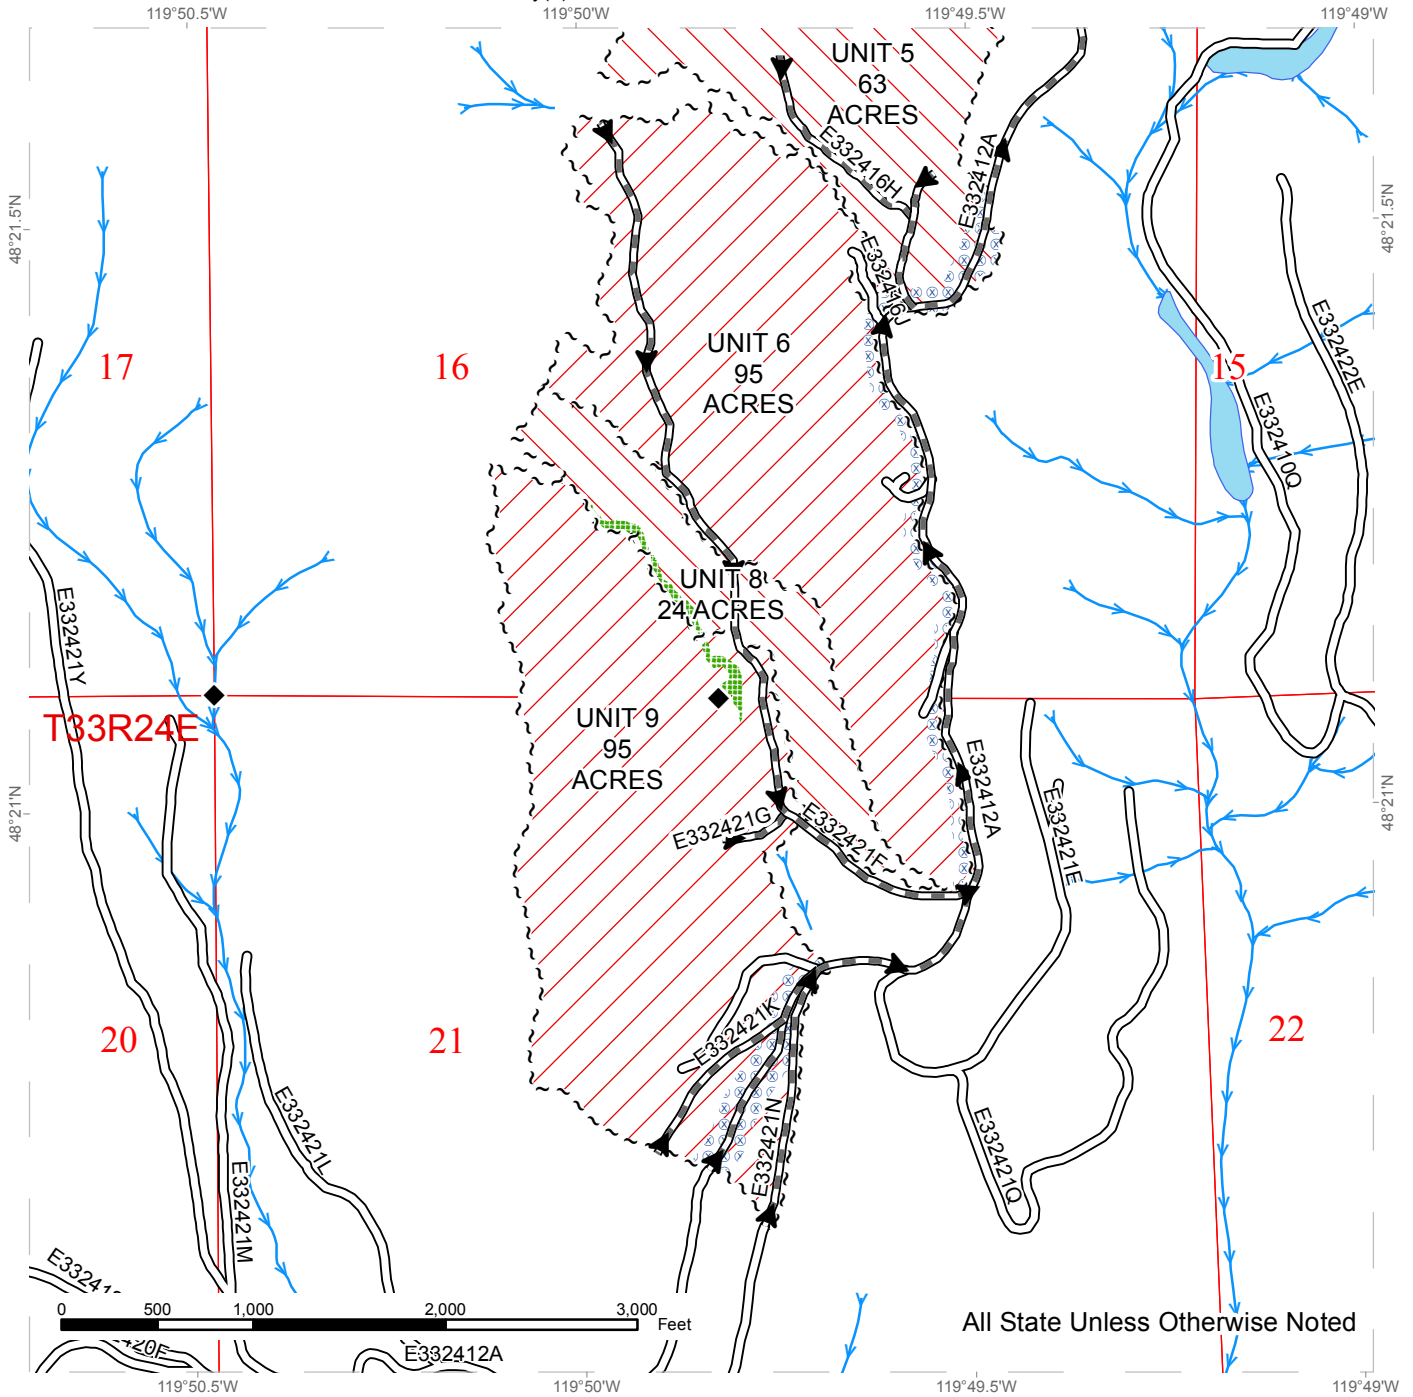 119°50.5'W
119°50'W
119°49.5'W
119°49'W
UNIT 5
63
ACRES
E332416H
E332412A
48°21.5'N
48°21.5'N
E332416J
E332422E
17
16
UNIT 6
95
ACRES
15
E332410Q
UNIT 8
24 ACRES
E332421Y
T33R24E
UNIT 9
95
ACRES
E332412A
48°21'N
48°21'N
E332421G
E332421F
E332421E
20
21
22
E332421K
E332421L
E332421N
E332421Q
E332421M
0
500
1,000
2,000
3,000
Feet
All State Unless Otherwise Noted
E332412A
119°50.5'W
119°50'W
119°49.5'W
119°49'W